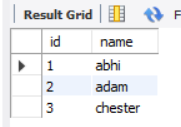 Result Grid
id name
1 abhi
2 adam
3 chester